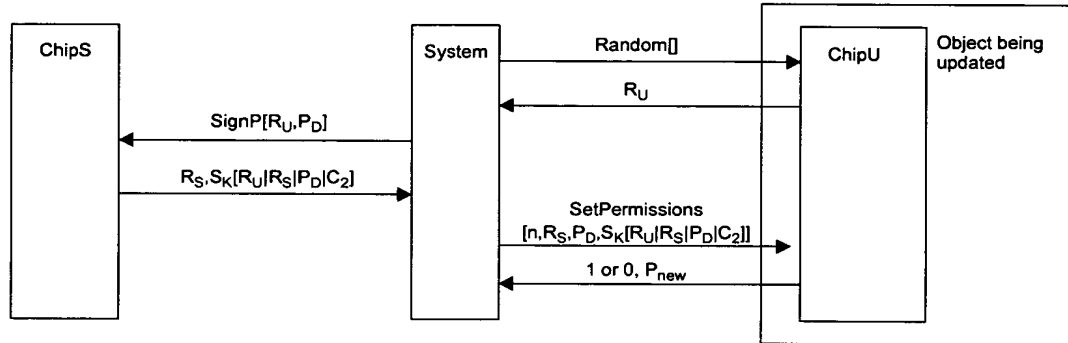 ChipS
System
Random[]
ChipU
Object being
updated
R_U
SignP[R_U,P_D]
R_S,S_K[R_U|R_S|P_D|C_2]
SetPermissions
[n,R_S,P_D,S_K[R_U|R_S|P_D|C_2]]
1 or 0, P_new